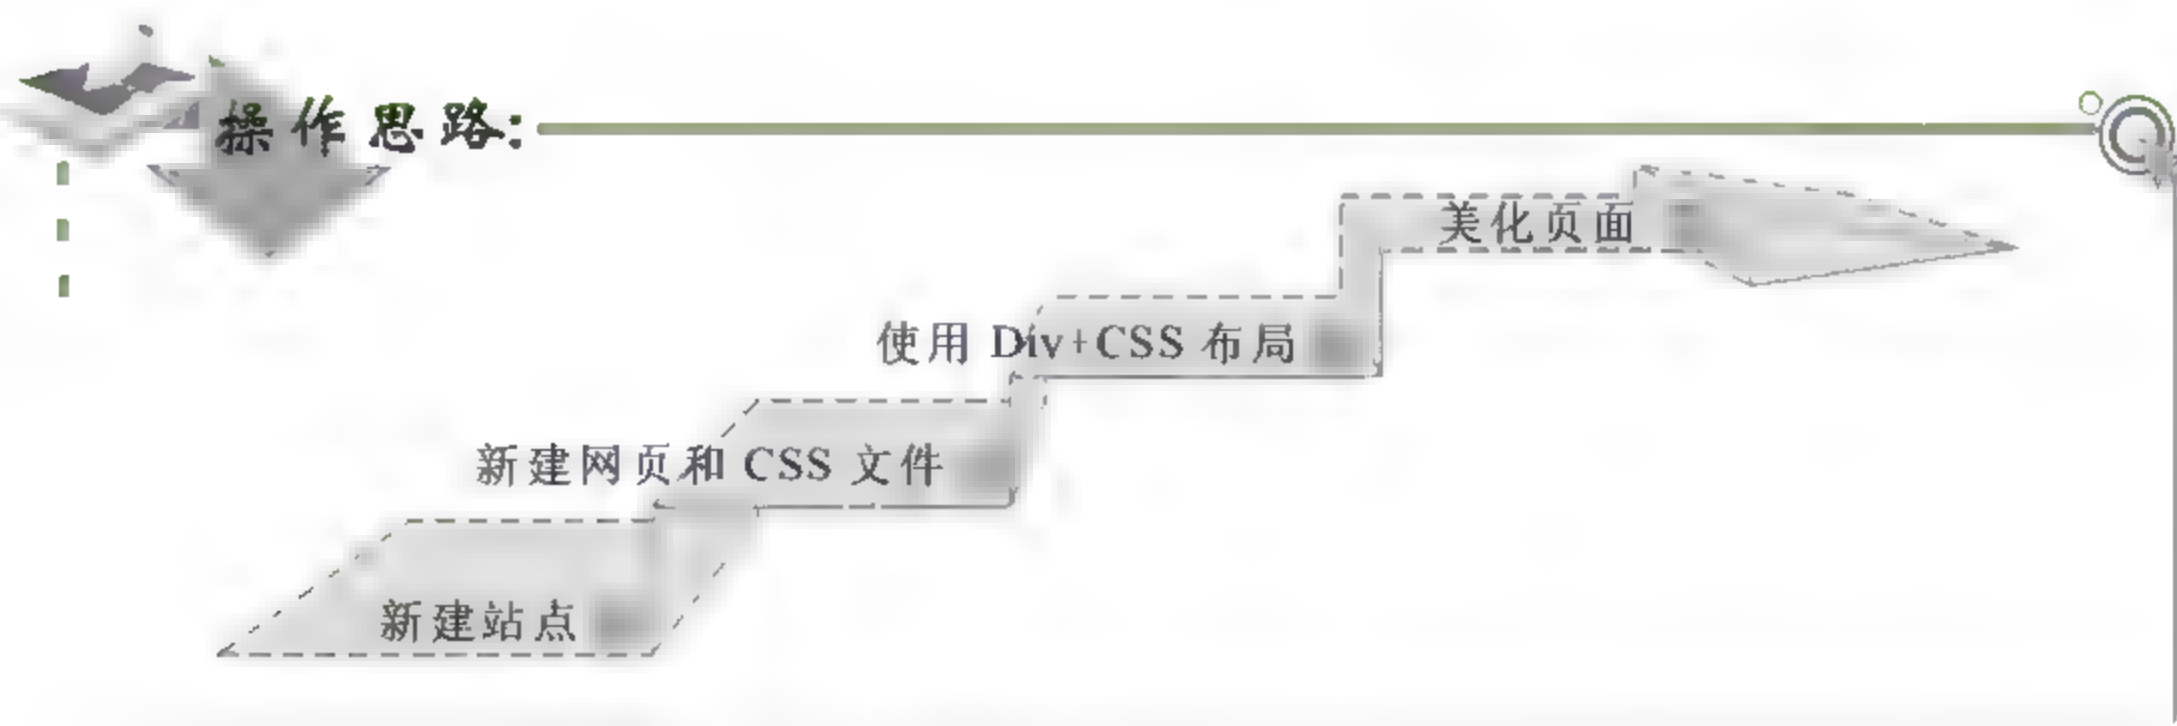 操作思路:
美化页面
使用 Div+CSS 布局
新建网页和 CSS 文件
新建站点